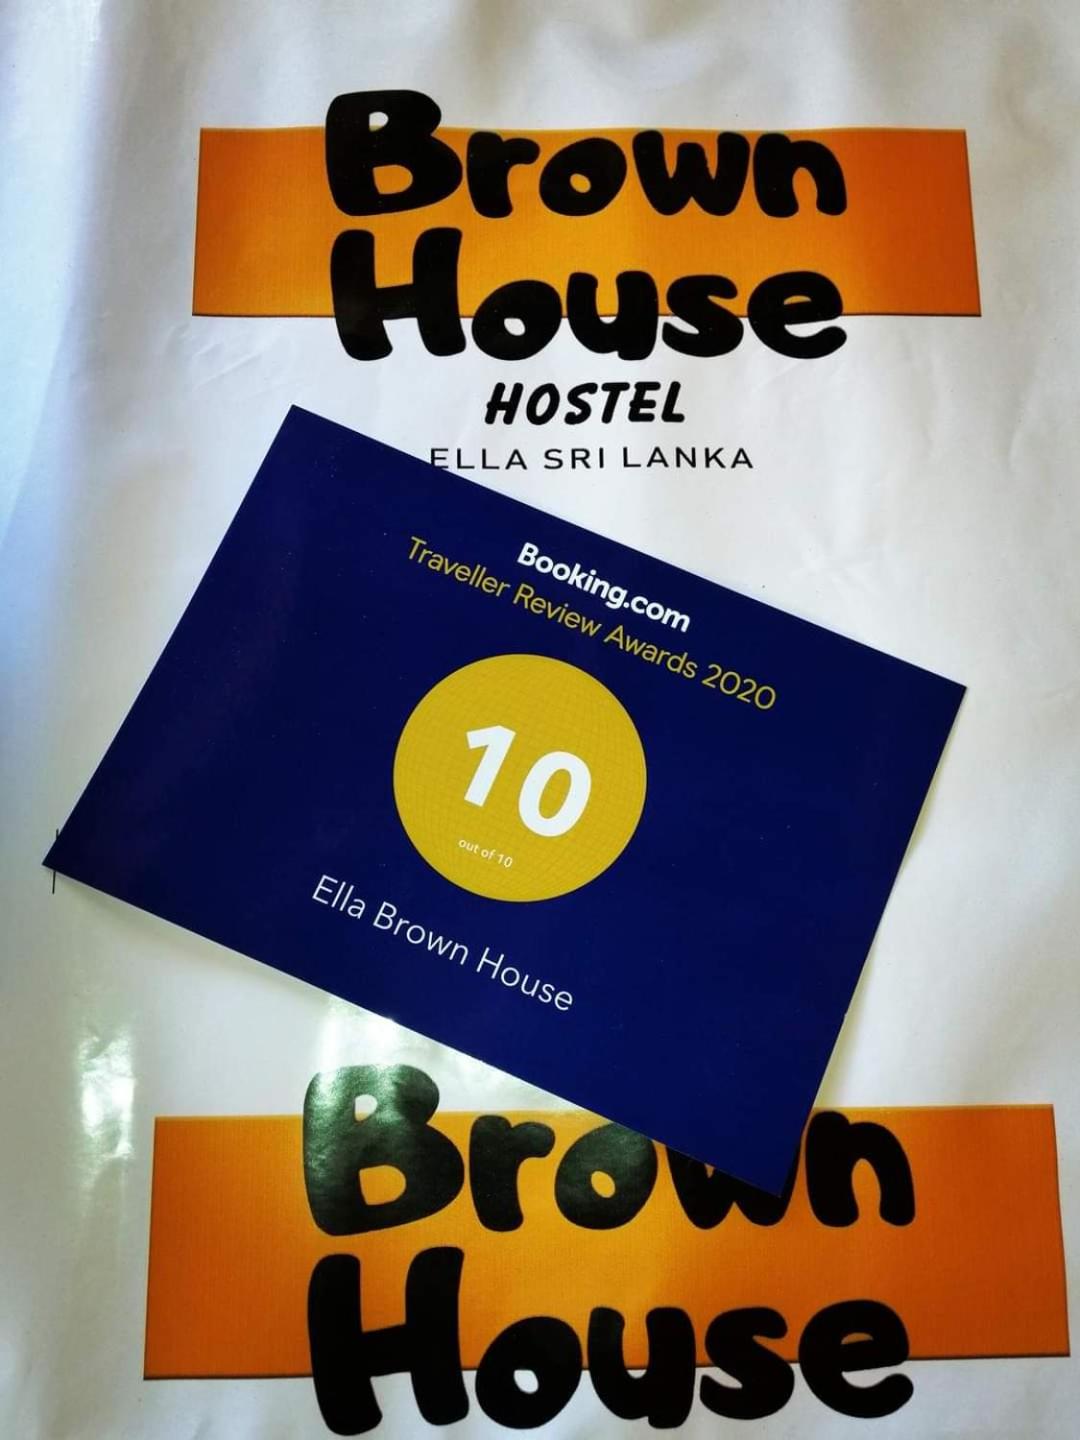 Brown
House
HOSTEL
ELLA SRI LANKA
Booking.com
Traveller Review Awards 2020
10
out of 10
Ella Brown House
Brown
House